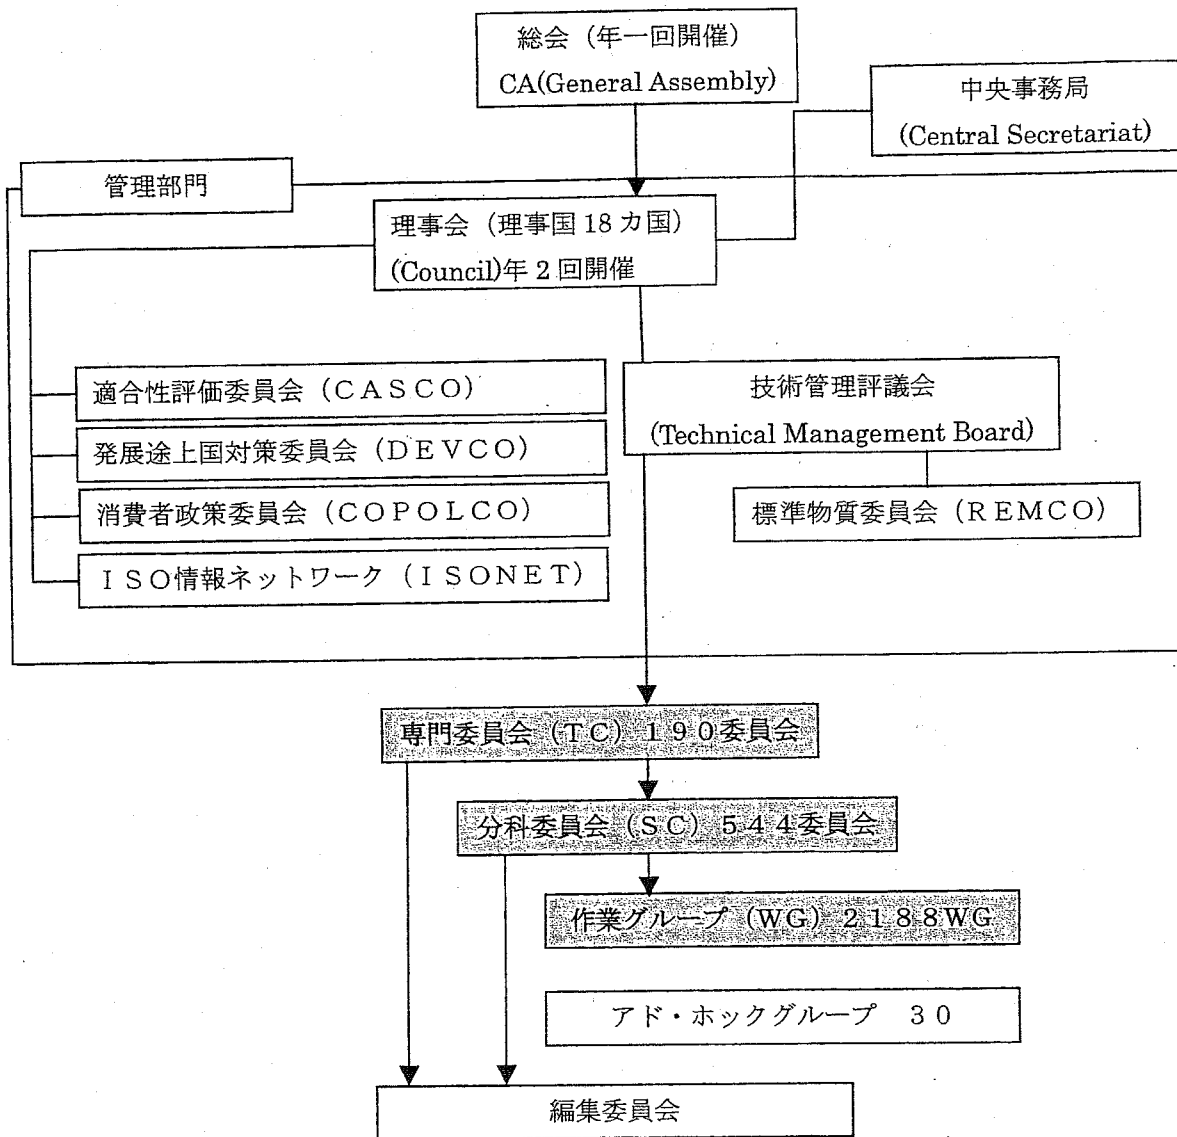 総会（年一回開催）
CA(General Assembly)
中央事務局
(Central Secretariat)
管理部門
理事会（理事国 18 カ国）
(Council)年 2 回開催
適合性評価委員会（ＣＡＳＣＯ）
発展途上国対策委員会（ＤＥＶＣＯ）
消費者政策委員会（ＣＯＰＯＬＣＯ）
ＩＳＯ情報ネットワーク（ＩＳＯＮＥＴ）
技術管理評議会
(Technical Management Board)
標準物質委員会（ＲＥＭＣＯ）
専門委員会（ＴＣ）１９０委員会
分科委員会（ＳＣ）５４４委員会
作業グループ（WG）２１８８WG
アド・ホックグループ　３０
編集委員会